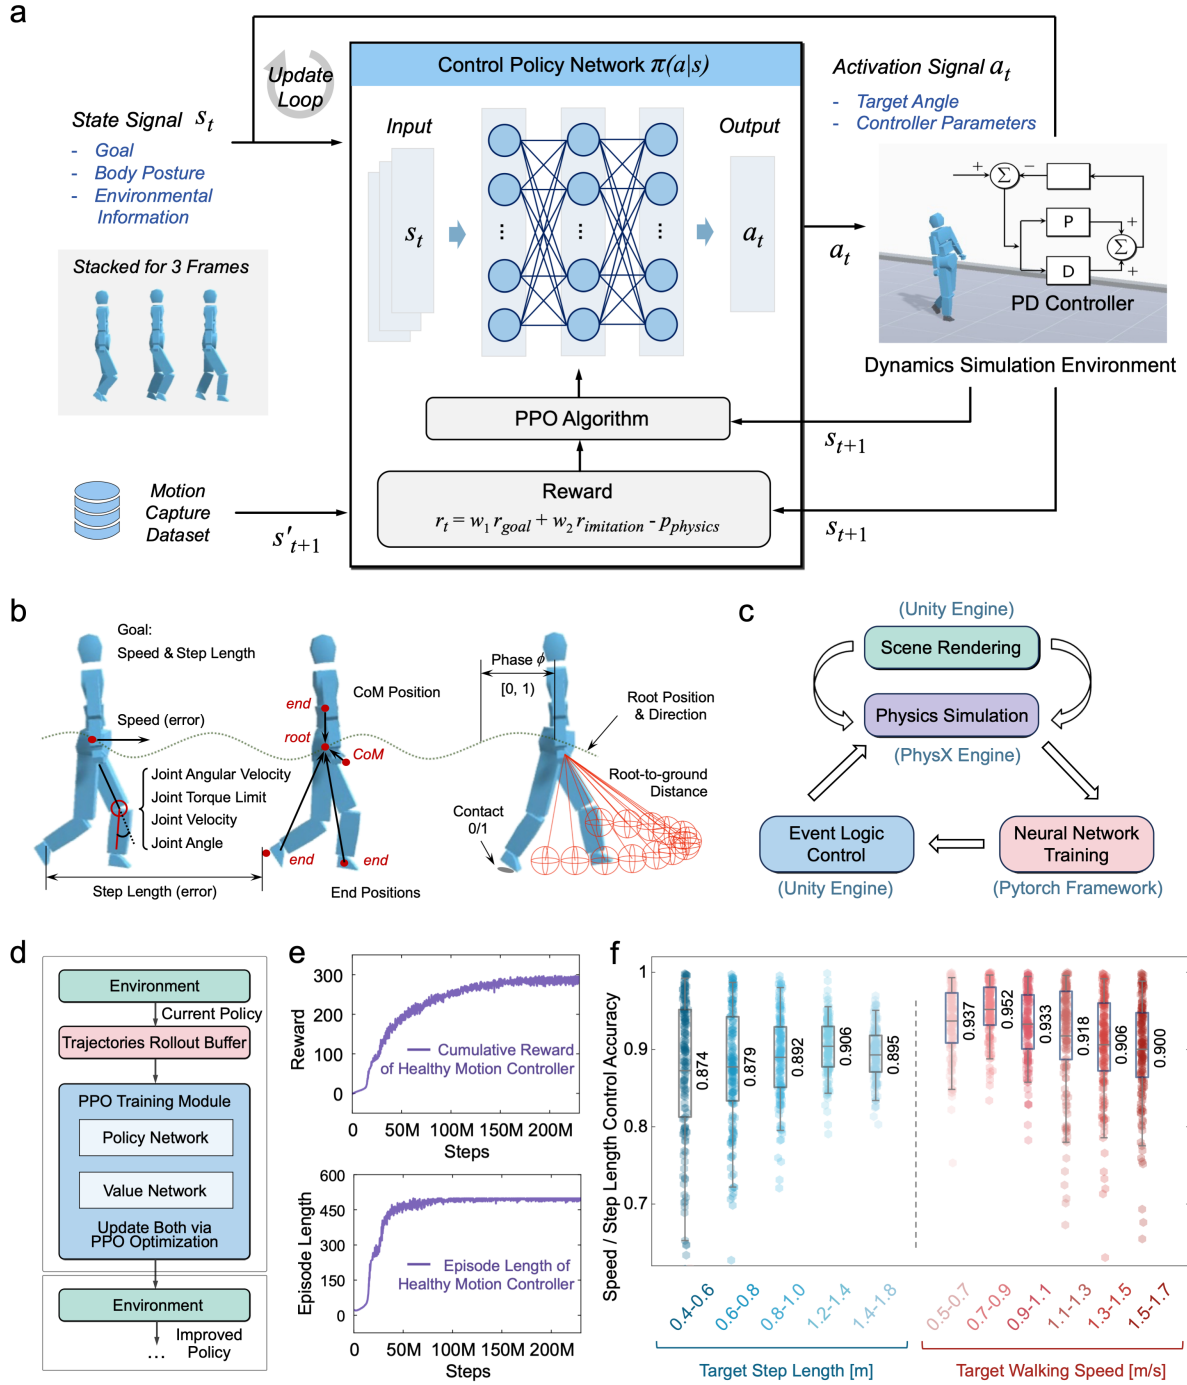 a
Update
Loop
Control Policy Network π(a|s)
Activation Signal a_t
- Target Angle
- Controller Parameters
State Signal s_t
- Goal
- Body Posture
- Environmental
Information
Input
Output
s_t
a_t
a_t
Σ
P
D
Σ
+
−
+
+
PD Controller
Stacked for 3 Frames
Dynamics Simulation Environment
PPO Algorithm
s_{t+1}
Motion
Capture
Dataset
s'_{t+1}
Reward
r_t = w_1 r_goal + w_2 r_imitation - p_physics
s_{t+1}
b
Goal:
Speed & Step Length
Speed (error)
Joint Angular Velocity
Joint Torque Limit
Joint Velocity
Joint Angle
Step Length (error)
CoM Position
end
root
CoM
end
end
End Positions
Phase ϕ
[0, 1)
Root Position
& Direction
Root-to-ground
Distance
Contact
0/1
c
(Unity Engine)
Scene Rendering
Physics Simulation
(PhysX Engine)
Event Logic
Control
(Unity Engine)
Neural Network
Training
(Pytorch Framework)
d
Environment
Current Policy
Trajectories Rollout Buffer
PPO Training Module
Policy Network
Value Network
Update Both via
PPO Optimization
Environment
Improved
Policy
...
e
Reward
300
200
100
0
Cumulative Reward
of Healthy Motion Controller
50M 100M 150M 200M
Steps
Episode Length
600
450
300
150
0
Episode Length of
Healthy Motion Controller
0 50M 100M 150M 200M
Steps
f
Speed / Step Length Control Accuracy
1
0.9
0.8
0.7
0.874
0.879
0.892
0.906
0.895
0.937
0.952
0.933
0.918
0.906
0.900
0.4-0.6
0.6-0.8
0.8-1.0
1.2-1.4
1.4-1.8
0.5-0.7
0.7-0.9
0.9-1.1
1.1-1.3
1.3-1.5
1.5-1.7
Target Step Length [m]
Target Walking Speed [m/s]